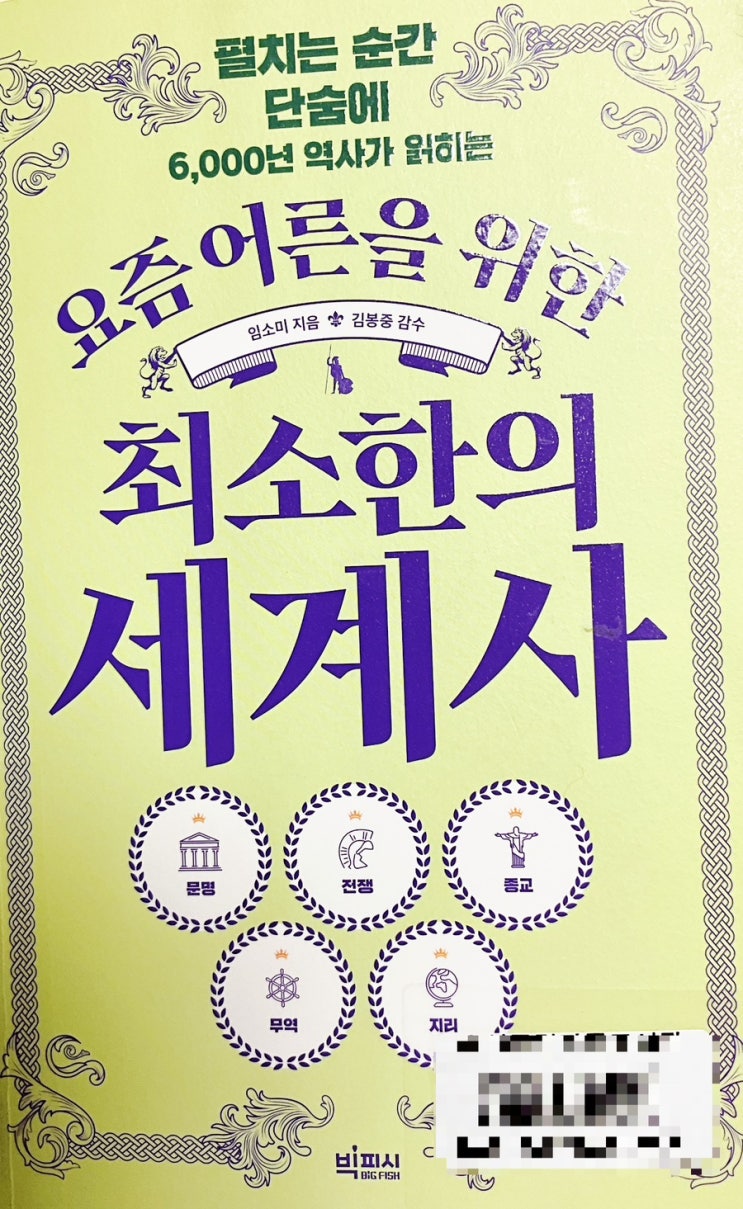 펼치는 순간
단숨에
6,000년 역사가 읽히는
요즘 어른을 위한
임소미 지음 김봉중 감수
최소한의
세계사
문명 전쟁 종교
무역 지리
빅피시
BIG FISH